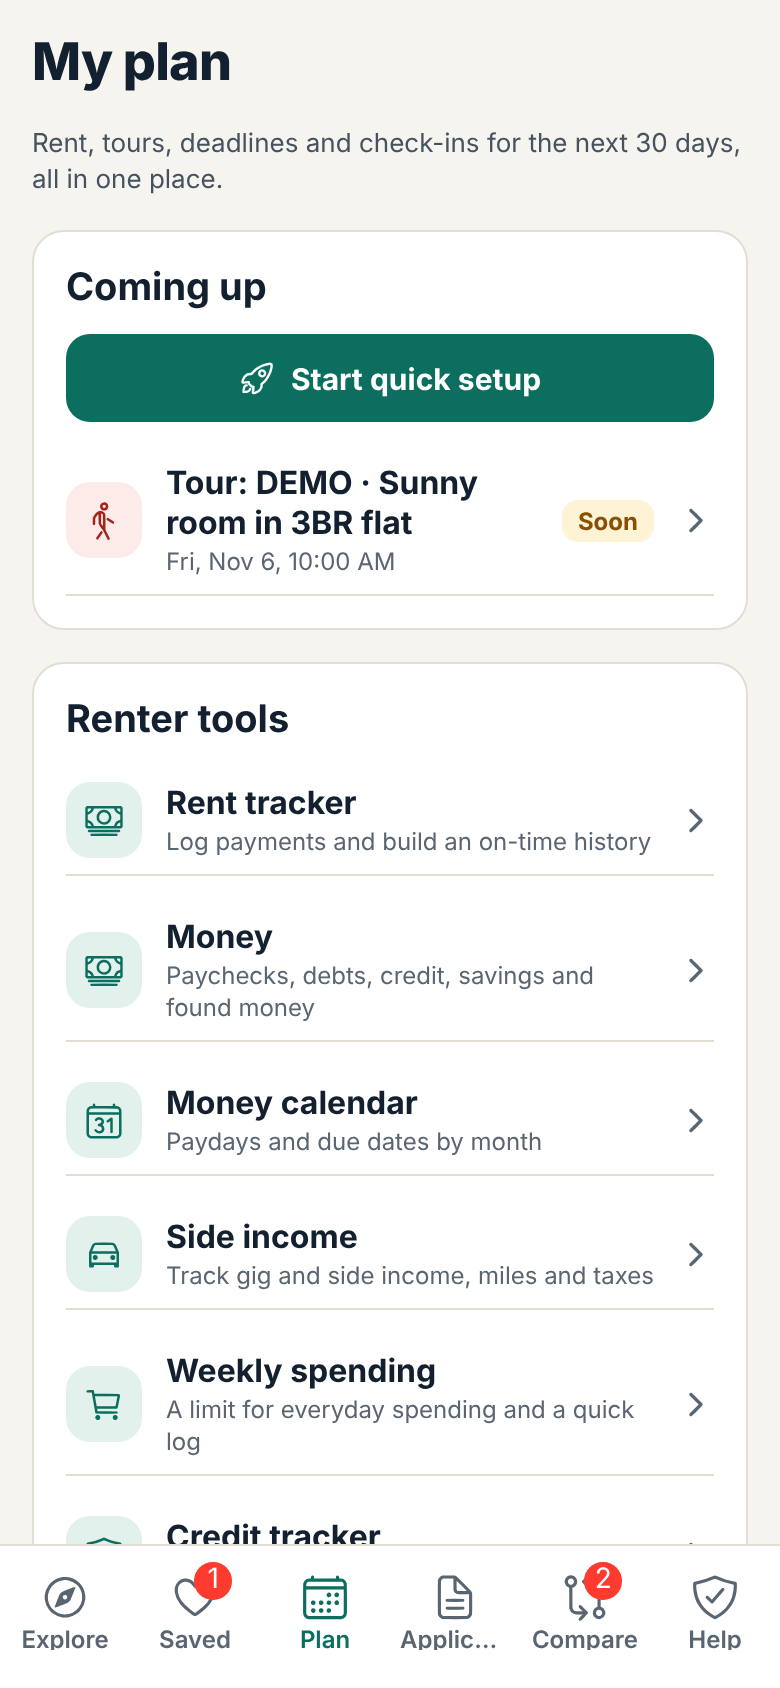 My plan
Rent, tours, deadlines and check-ins for the next 30 days,
all in one place.
Coming up
Start quick setup
Tour: DEMO · Sunny
room in 3BR flat
Soon
Fri, Nov 6, 10:00 AM
Renter tools
Rent tracker
Log payments and build an on-time history
Money
Paychecks, debts, credit, savings and
found money
31
Money calendar
Paydays and due dates by month
Side income
Track gig and side income, miles and taxes
Weekly spending
A limit for everyday spending and a quick
log
Credit tracker
1
2
Explore
Saved
Plan
Applic...
Compare
Help